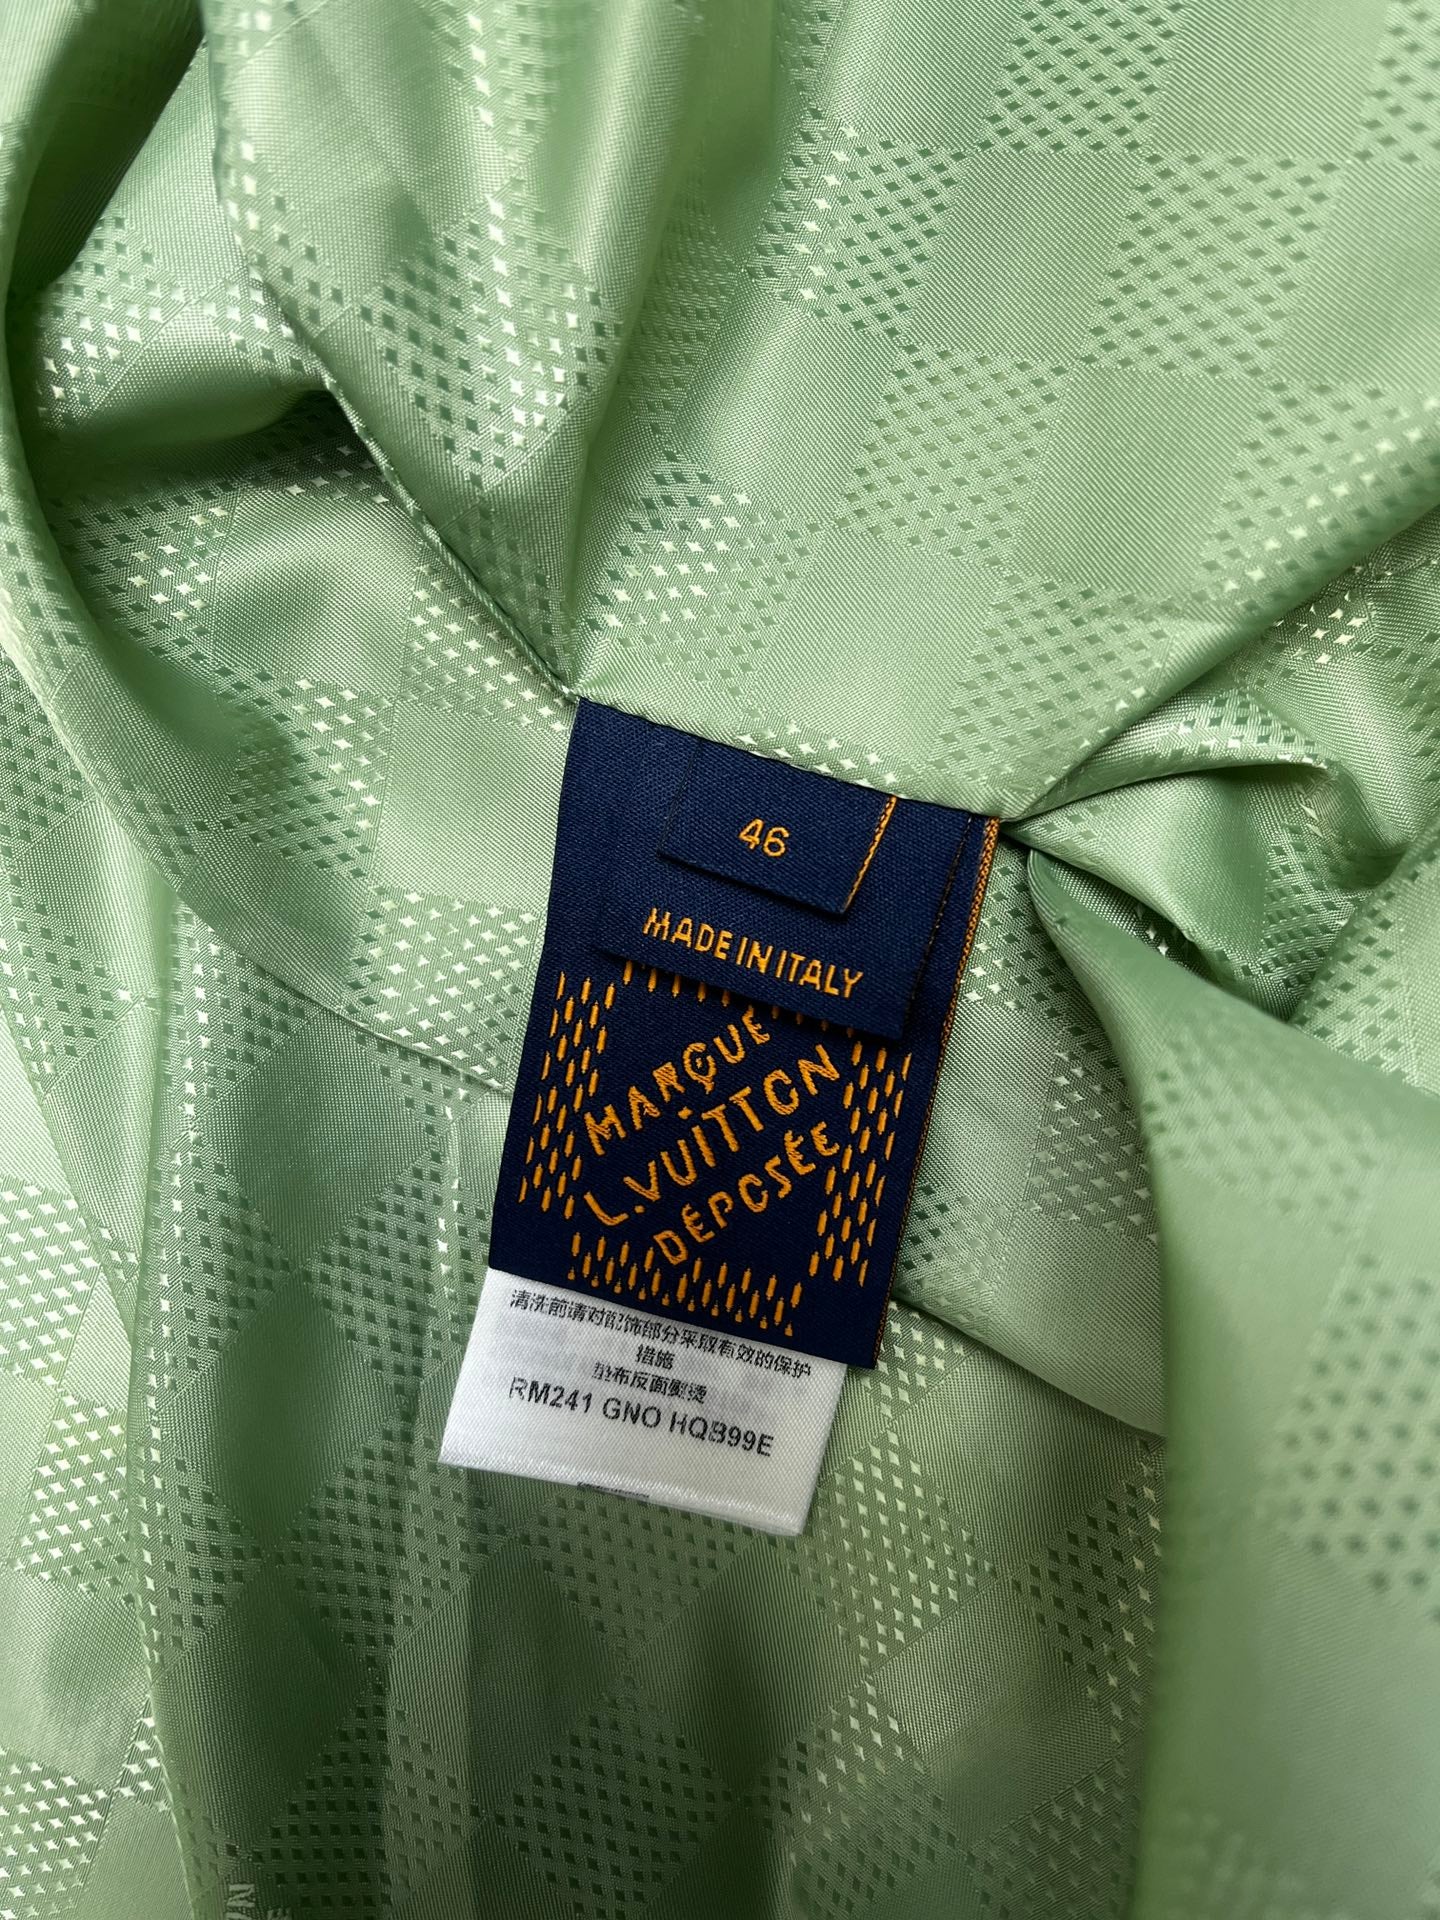 46
MADE IN ITALY
MARQUE
L.VUITTON
DÉPOSÉE
清洗前请对配饰部分采取有效的保护
措施
垫布反面熨烫
RM241 GNO HQB99E